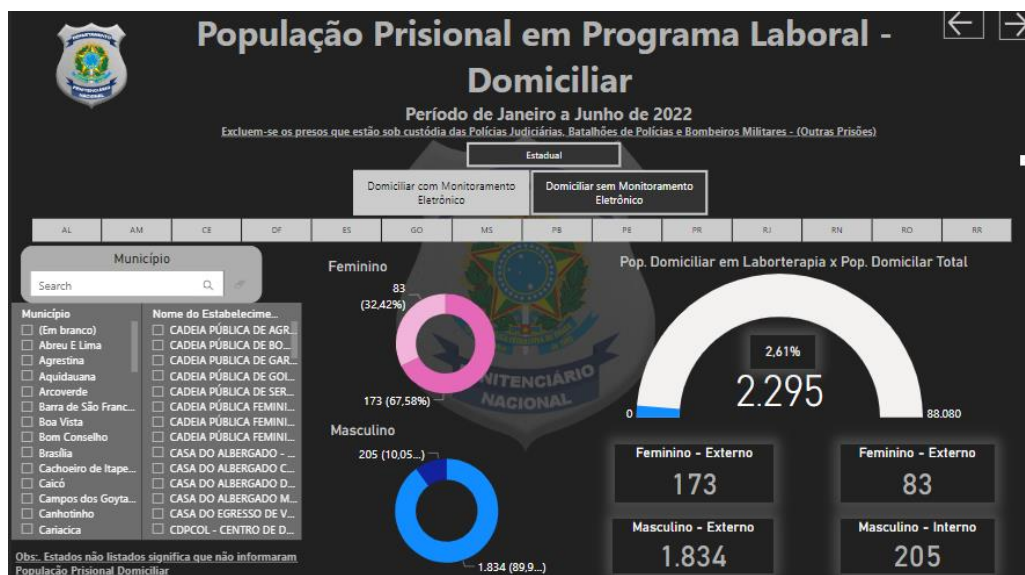 População Prisional em Programa Laboral -
Domiciliar
Período de Janeiro a Junho de 2022
Excluem-se os presos que estão sob custódia das Polícias Judiciárias, Batalhões de Polícias e Bombeiros Militares - (Outras Prisões)
Estadual
Domiciliar com Monitoramento
Eletrônico
Domiciliar sem Monitoramento
Eletrônico
AL AM CE DF ES GO MS PB PE PR RJ RN RO RR
Município
Search
Município
(Em branco)
Abreu E Lima
Agrestina
Aquidauana
Arcoverde
Barra de São Franc...
Boa Vista
Bom Conselho
Brasília
Cachoeiro de Itape...
Caicó
Campos dos Goyta...
Canhotinho
Cariacica
Nome do Estabelecime...
CADEIA PÚBLICA DE AGR...
CADEIA PÚBLICA DE BO...
CADEIA PUBLICA DE GAR...
CADEIA PÚBLICA DE GOI...
CADEIA PÚBLICA DE SER...
CADEIA PÚBLICA FEMINI...
CADEIA PÚBLICA FEMINI...
CADEIA PÚBLICA FEMINI...
CASA DO ALBERGADO - ...
CASA DO ALBERGADO C...
CASA DO ALBERGADO D...
CASA DO ALBERGADO M...
CASA DO EGRESSO DE V...
CDPCOL - CENTRO DE D...
Obs:. Estados não listados significa que não informaram
População Prisional Domiciliar
Feminino
83
(32,42%)
173 (67,58%)
Masculino
205 (10,05...)
1.834 (89,9...)
PENITENCIÁRIO
NACIONAL
Pop. Domiciliar em Laborterapia x Pop. Domicilar Total
2,61%
2.295
0
88.080
Feminino - Externo
173
Feminino - Externo
83
Masculino - Externo
1.834
Masculino - Interno
205